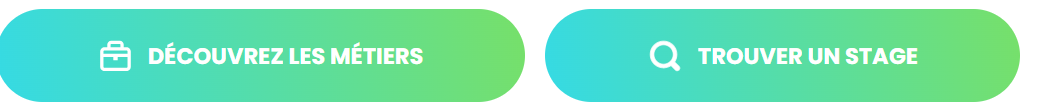 DÉCOUVREZ LES MÉTIERS
TROUVER UN STAGE